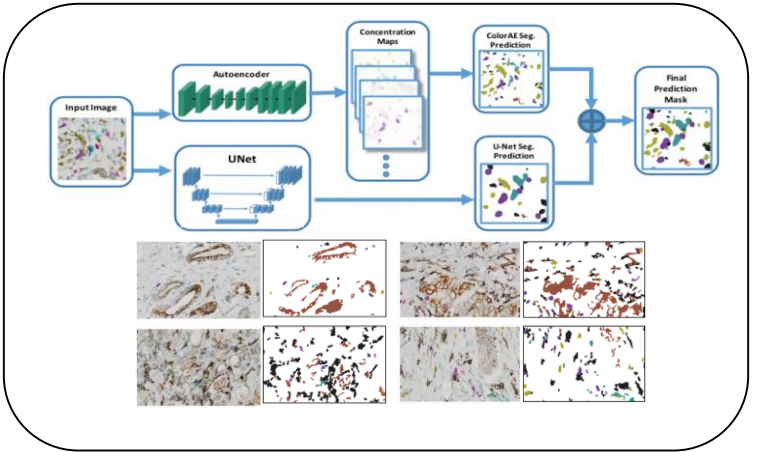 Concentration
Maps
ColorAE Seg.
Prediction
Autoencoder
Final
Prediction
Mask
Input Image
UNet
U-Net Seg.
Prediction